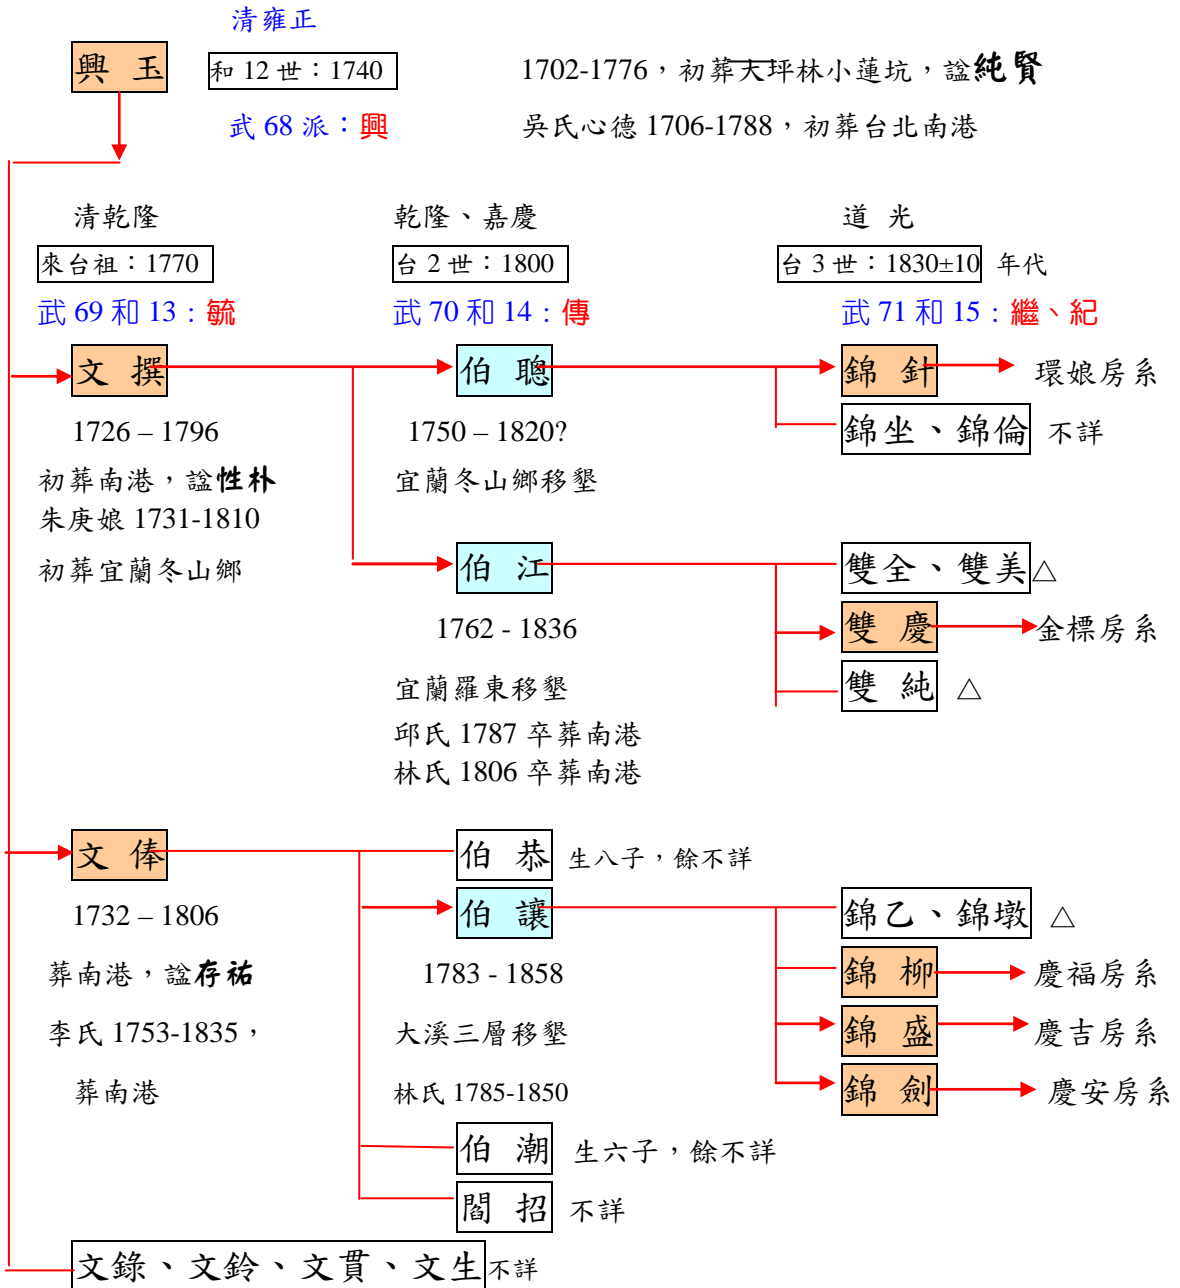 清雍正
興 玉 和 12 世：1740 1702-1776，初葬大坪林小蓮坑，諡純賢
武 68 派：興 吳氏心德 1706-1788，初葬台北南港
清乾隆 乾隆、嘉慶 道 光
來台祖：1770 台 2 世：1800 台 3 世：1830±10 年代
武 69 和 13：毓 武 70 和 14：傳 武 71 和 15：繼、紀
文 撰 伯 聰 錦 針 環娘房系
1726 – 1796 1750 – 1820? 錦坐、錦倫 不詳
初葬南港，諡性朴 宜蘭冬山鄉移墾
朱庚娘 1731-1810
初葬宜蘭冬山鄉 伯 江 雙全、雙美△
1762 - 1836 雙 慶 金標房系
宜蘭羅東移墾 雙 純 △
邱氏 1787 卒葬南港
林氏 1806 卒葬南港
文 俸 伯 恭 生八子，餘不詳
1732 – 1806 伯 讓 錦乙、錦墩 △
葬南港，諡存祐 1783 - 1858 錦 柳 慶福房系
李氏 1753-1835， 大溪三層移墾 錦 盛 慶吉房系
葬南港 林氏 1785-1850 錦 劍 慶安房系
伯 潮 生六子，餘不詳
閻 招 不詳
文錄、文鈴、文貫、文生 不詳